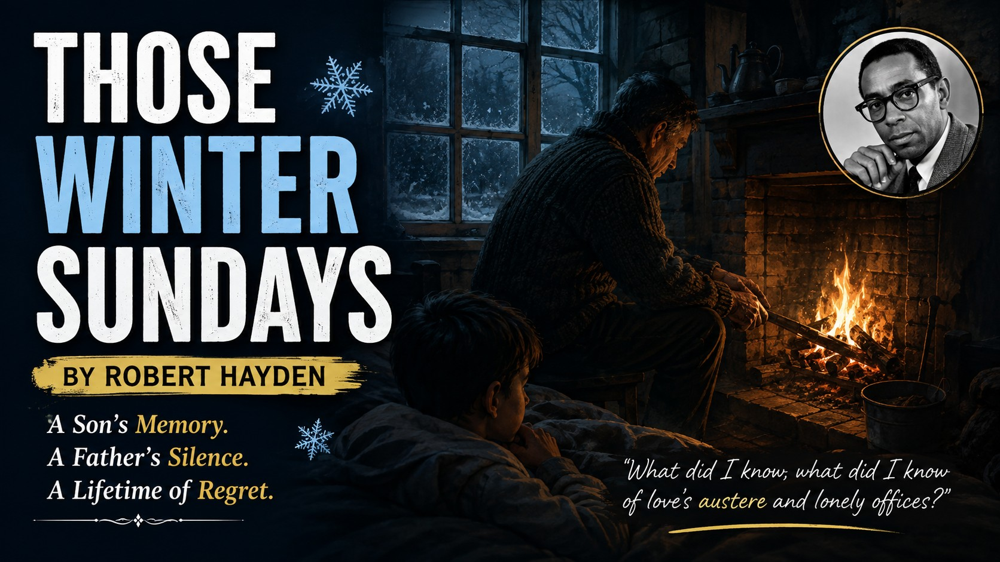 THOSE
WINTER
SUNDAYS
BY ROBERT HAYDEN
A Son's Memory.
A Father's Silence.
A Lifetime of Regret.
“What did I know, what did I know
of love's austere and lonely offices?”